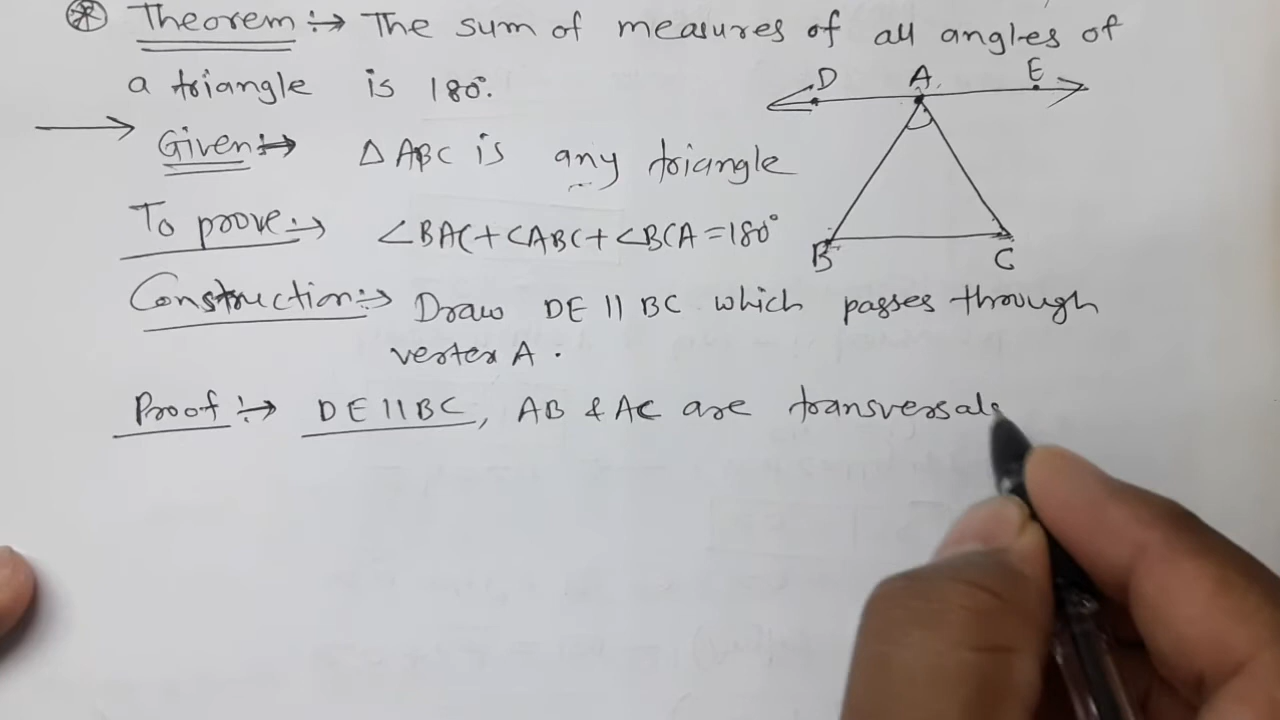 Theorem :→ The sum of measures of all angles of
a triangle is 180°.
D A E
Given :→ △ABC is any triangle
To prove :→ ∠BAC + ∠ABC + ∠BCA = 180°
B C
Construction :→ Draw DE || BC which passes through
vertex A.
Proof :→ DE || BC, AB & AC are transversals